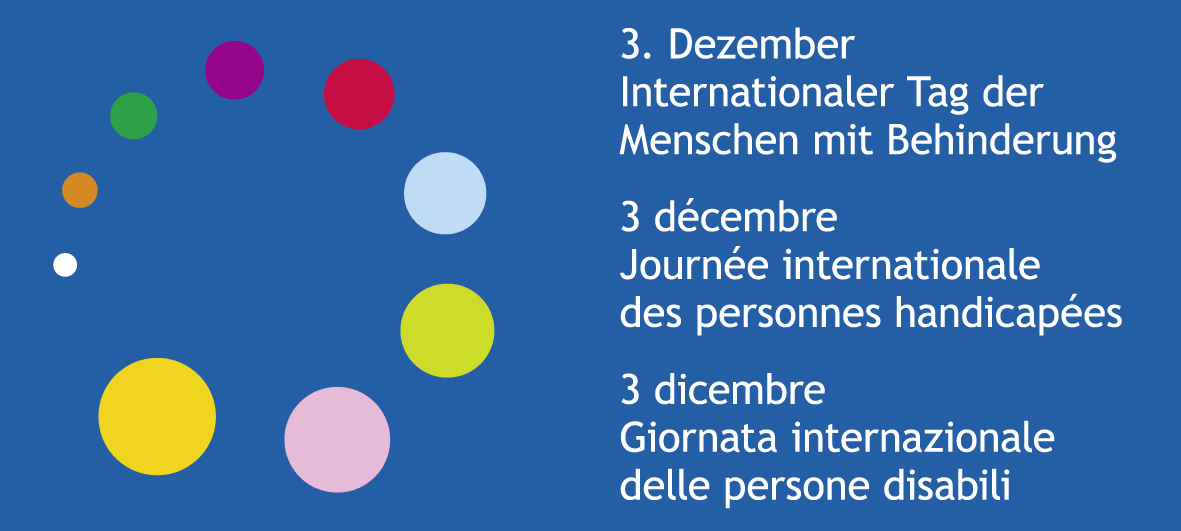 3. Dezember
Internationaler Tag der
Menschen mit Behinderung
3 décembre
Journée internationale
des personnes handicapées
3 dicembre
Giornata internazionale
delle persone disabili